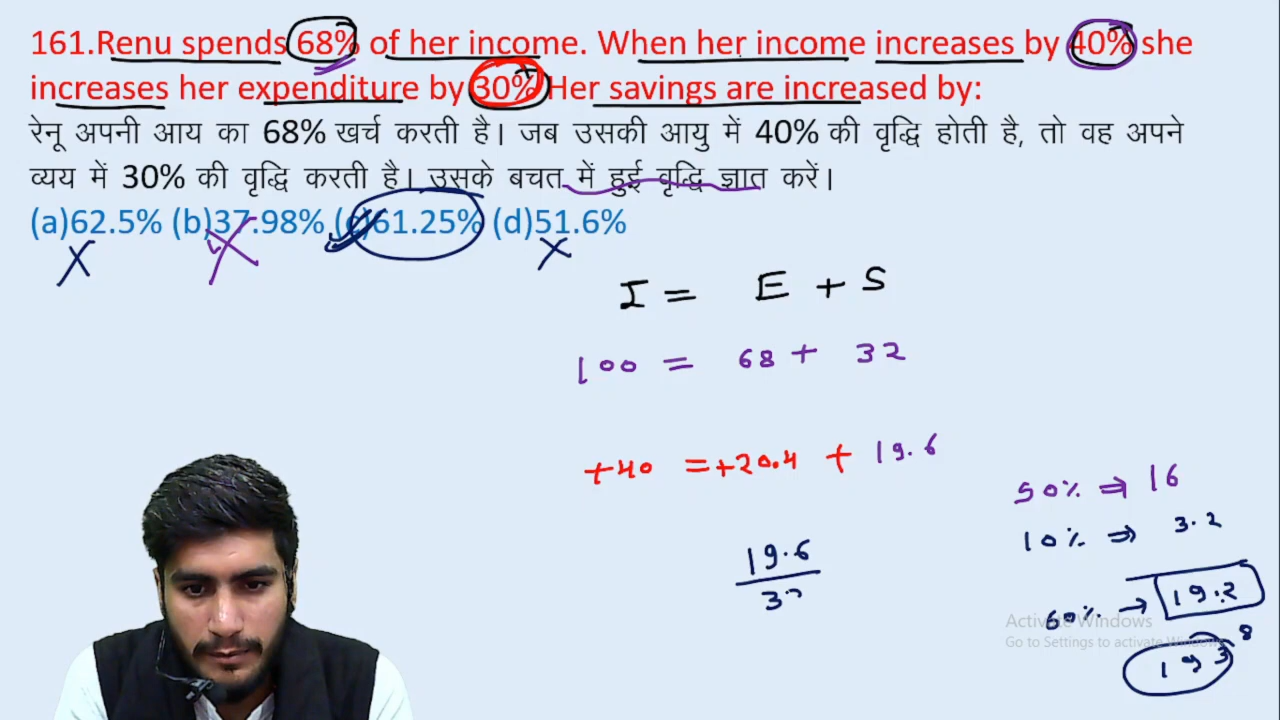 161.Renu spends 68% of her income. When her income increases by 40% she
increases her expenditure by 30% Her savings are increased by:
रेनू अपनी आय का 68% खर्च करती है। जब उसकी आयु में 40% की वृद्धि होती है, तो वह अपने
व्यय में 30% की वृद्धि करती है। उसके बचत में हुई वृद्धि ज्ञात करें।
(a)62.5% (b)37.98% (c)61.25% (d)51.6%
I = E + S
100 = 68 + 32
+40 = +20.4 + 19.6
50% ⇒ 16
10% ⇒ 3.2
19.6
60% → 19.2
Activate Windows
Go to Settings to activate Windows.